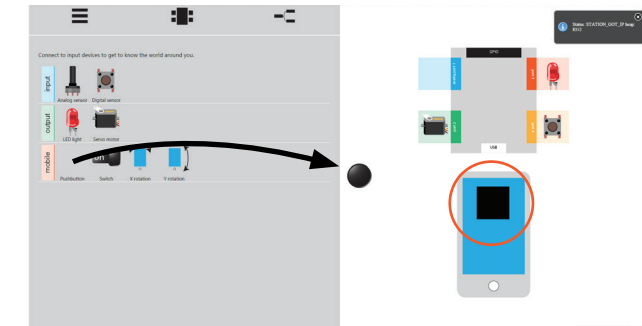 Connect to input devices to get to know the world around you.
input
Analog sensor Digital sensor
output
LED light Servo motor
mobile
on
Pushbutton Switch X rotation Y rotation
Status: STATION_GOT_IP heap:
8312
GPIO
USB